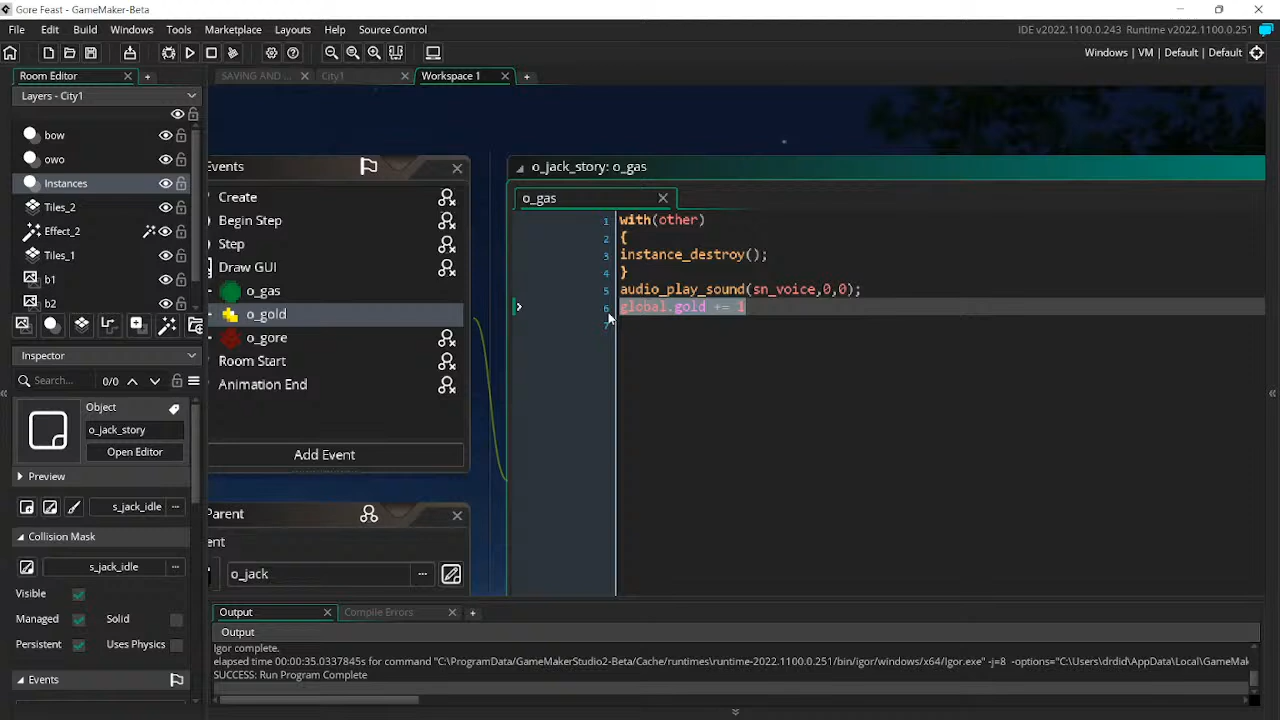 Gore Feast - GameMaker-Beta
File Edit Build Windows Tools Marketplace Layouts Help Source Control
IDE v2022.1100.0.243 Runtime v2022.1100.0.251
Windows | VM | Default | Default
Room Editor
SAVING AND ...
City1
Workspace 1
Layers - City1
bow
owo
Instances
Tiles_2
Effect_2
Tiles_1
b1
b2
Inspector
Search...
0/0
Object
o_jack_story
Open Editor
Preview
s_jack_idle
...
Collision Mask
s_jack_idle
...
Visible
Managed
Solid
Persistent
Uses Physics
Events
Events
Create
Begin Step
Step
Draw GUI
o_gas
o_gold
o_gore
Room Start
Animation End
Add Event
Parent
ent
o_jack
...
o_jack_story: o_gas
o_gas
1 with(other)
2 {
3 instance_destroy();
4 }
5 audio_play_sound(sn_voice,0,0);
6 global.gold += 1
7
Output
Compile Errors
Output
Igor complete.
elapsed time 00:00:35.0337845s for command "C:\ProgramData/GameMakerStudio2-Beta/Cache/runtimes\runtime-2022.1100.0.251/bin/igor/windows/x64/Igor.exe" -j=8 -options="C:\Users\drdid\AppData\Local\GameMak
SUCCESS: Run Program Complete